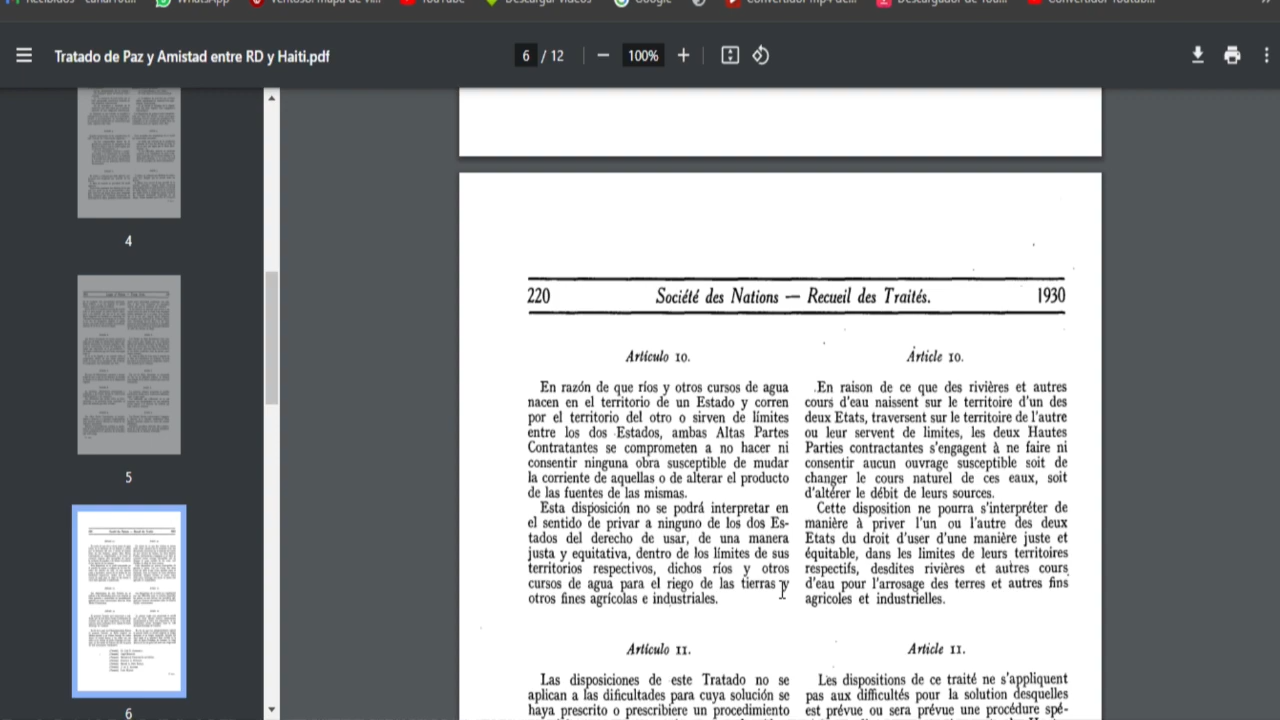 WhatsApp
YouTube
Descargar videos
Google
Convertidor mp4 de...
Descargador de You...
Convertidor Youtub...
Tratado de Paz y Amistad entre RD y Haiti.pdf
6 / 12
100%
4
5
6
220 Société des Nations — Recueil des Traités. 1930
Artículo 10.
En razón de que ríos y otros cursos de agua
nacen en el territorio de un Estado y corren
por el territorio del otro o sirven de límites
entre los dos Estados, ambas Altas Partes
Contratantes se comprometen a no hacer ni
consentir ninguna obra susceptible de mudar
la corriente de aquellas o de alterar el producto
de las fuentes de las mismas.
Esta disposición no se podrá interpretar en
el sentido de privar a ninguno de los dos Es-
tados del derecho de usar, de una manera
justa y equitativa, dentro de los límites de sus
territorios respectivos, dichos ríos y otros
cursos de agua para el riego de las tierras y
otros fines agrícolas e industriales.
Artículo 11.
Las disposiciones de este Tratado no se
aplican a las dificultades para cuya solución se
haya prescrito o prescribiere un procedimiento
Article 10.
En raison de ce que des rivières et autres
cours d'eau naissent sur le territoire d'un des
deux Etats, traversent sur le territoire de l'autre
ou leur servent de limites, les deux Hautes
Parties contractantes s'engagent à ne faire ni
consentir aucun ouvrage susceptible soit de
changer le cours naturel de ces eaux, soit
d'altérer le débit de leurs sources.
Cette disposition ne pourra s'interpréter de
manière à priver l'un ou l'autre des deux
Etats du droit d'user d'une manière juste et
équitable, dans les limites de leurs territoires
respectifs, desdites rivières et autres cours
d'eau pour l'arrosage des terres et autres fins
agricoles et industrielles.
Article 11.
Les dispositions de ce traité ne s'appliquent
pas aux difficultés pour la solution desquelles
est prévue ou sera prévue une procédure spé-